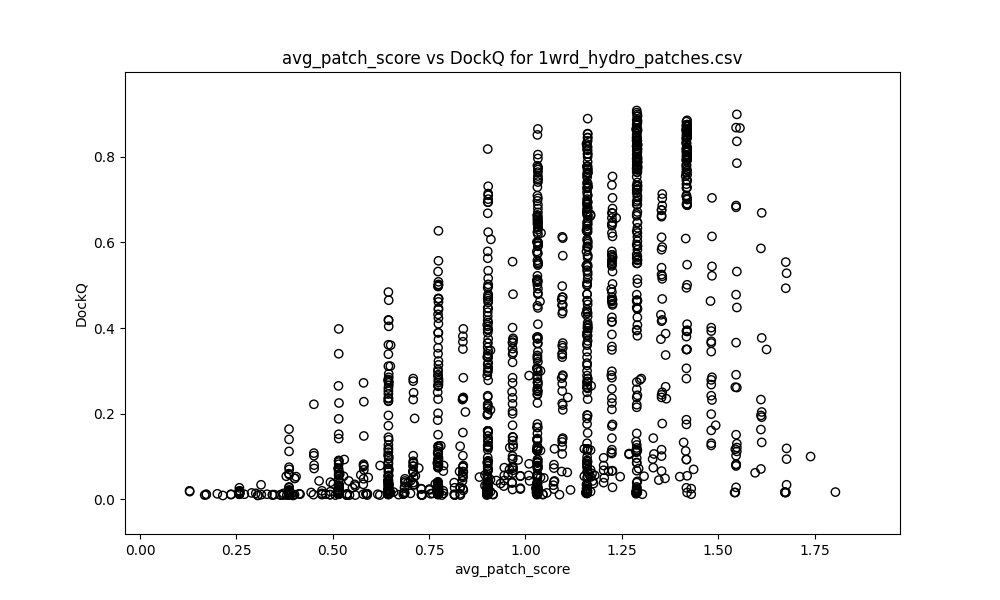 avg_patch_score vs DockQ for 1wrd_hydro_patches.csv
DockQ
0.8
0.6
0.4
0.2
0.0
0.00 0.25 0.50 0.75 1.00 1.25 1.50 1.75
avg_patch_score